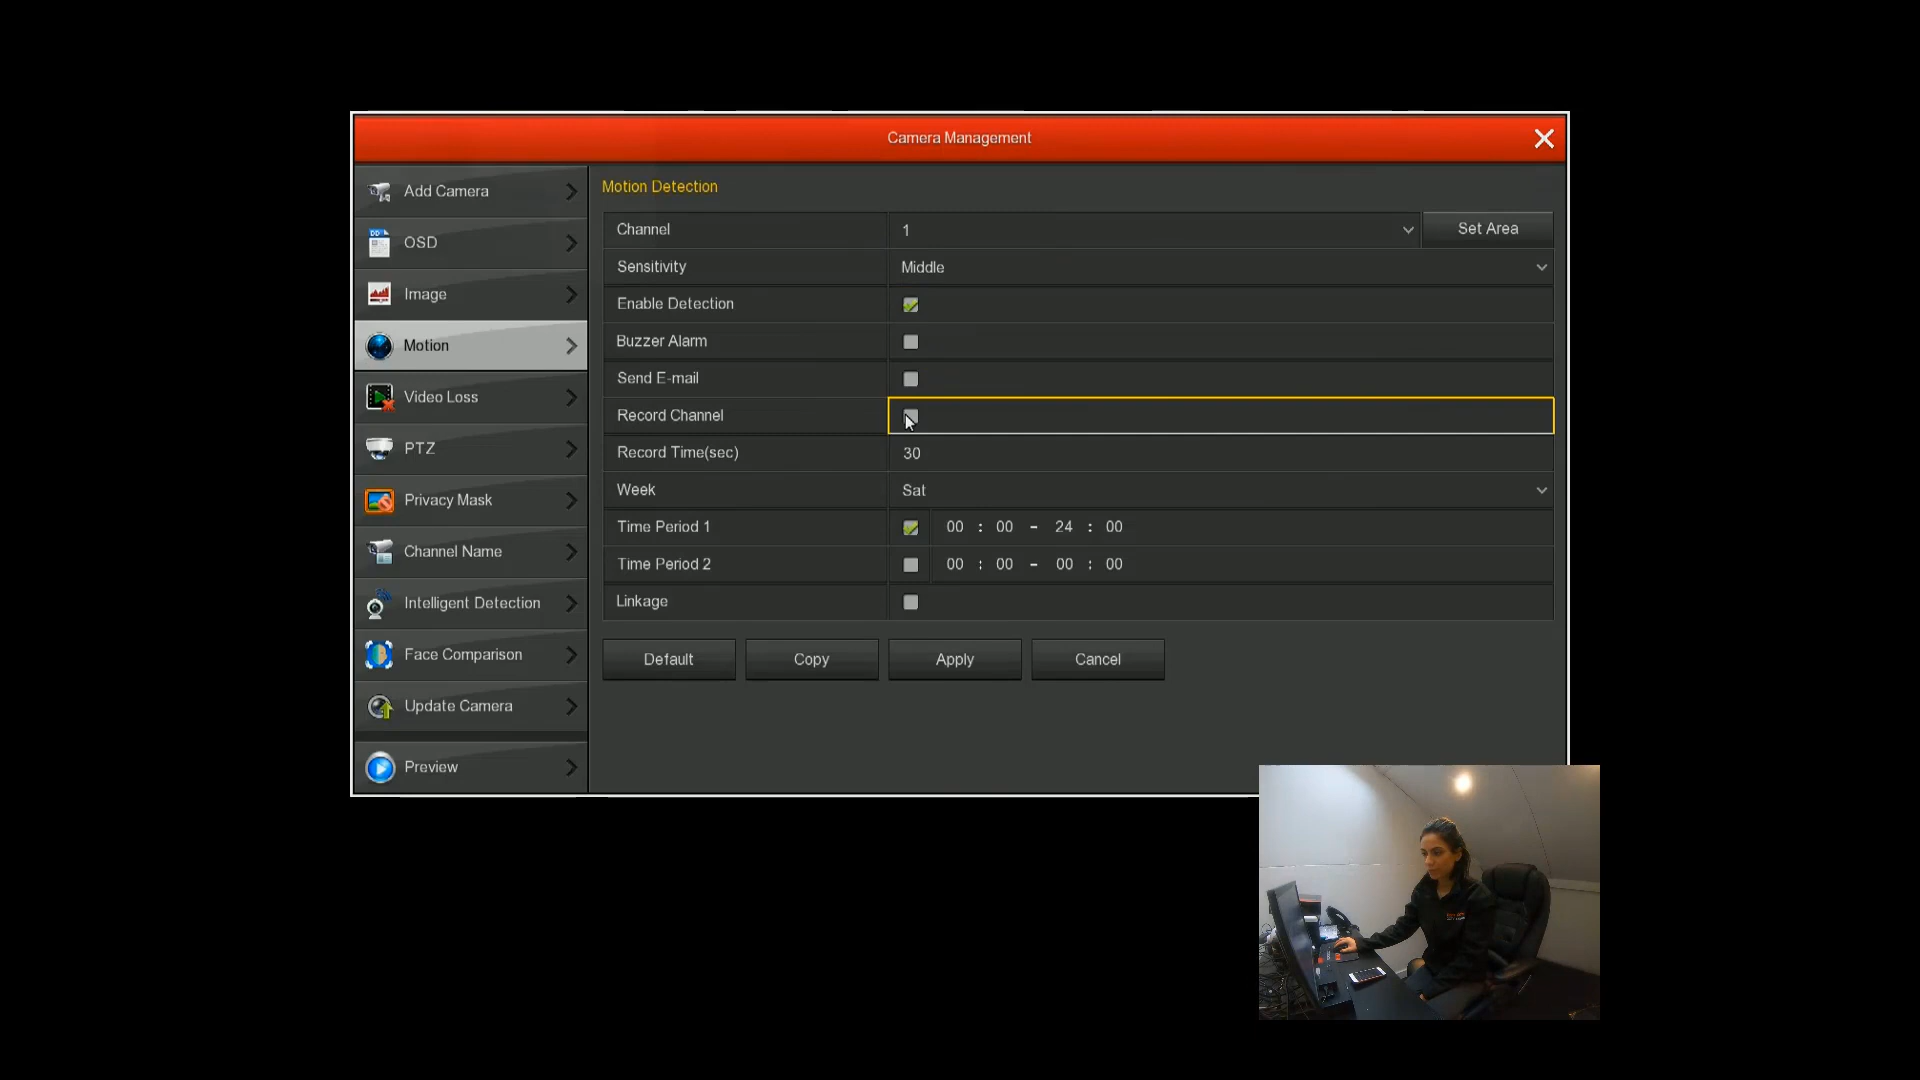 Camera Management
Add Camera
OSD
Image
Motion
Video Loss
PTZ
Privacy Mask
Channel Name
Intelligent Detection
Face Comparison
Update Camera
Preview
Motion Detection
Channel 1 Set Area
Sensitivity Middle
Enable Detection
Buzzer Alarm
Send E-mail
Record Channel
Record Time(sec) 30
Week Sat
Time Period 1 00 : 00 - 24 : 00
Time Period 2 00 : 00 - 00 : 00
Linkage
Default Copy Apply Cancel